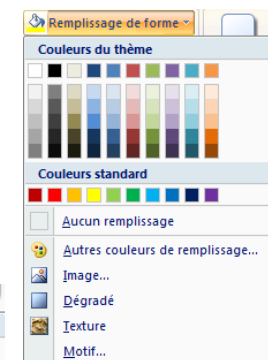 Remplissage de forme
Couleurs du thème
Couleurs standard
Aucun remplissage
Autres couleurs de remplissage...
Image...
Dégradé
Texture
Motif...